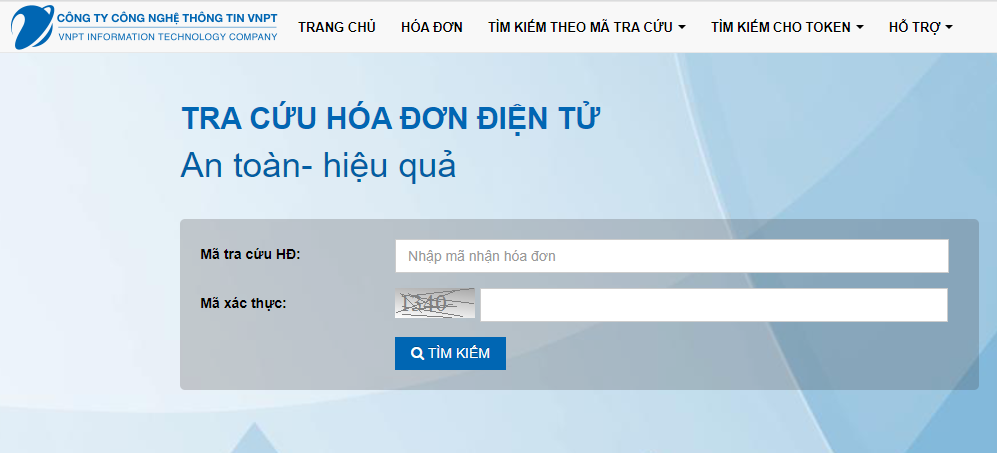 CÔNG TY CÔNG NGHỆ THÔNG TIN VNPT
VNPT INFORMATION TECHNOLOGY COMPANY
TRANG CHỦ HÓA ĐƠN TÌM KIẾM THEO MÃ TRA CỨU TÌM KIẾM CHO TOKEN HỖ TRỢ
TRA CỨU HÓA ĐƠN ĐIỆN TỬ
An toàn- hiệu quả
Mã tra cứu HĐ: Nhập mã nhận hóa đơn
Mã xác thực: 1340
TÌM KIẾM